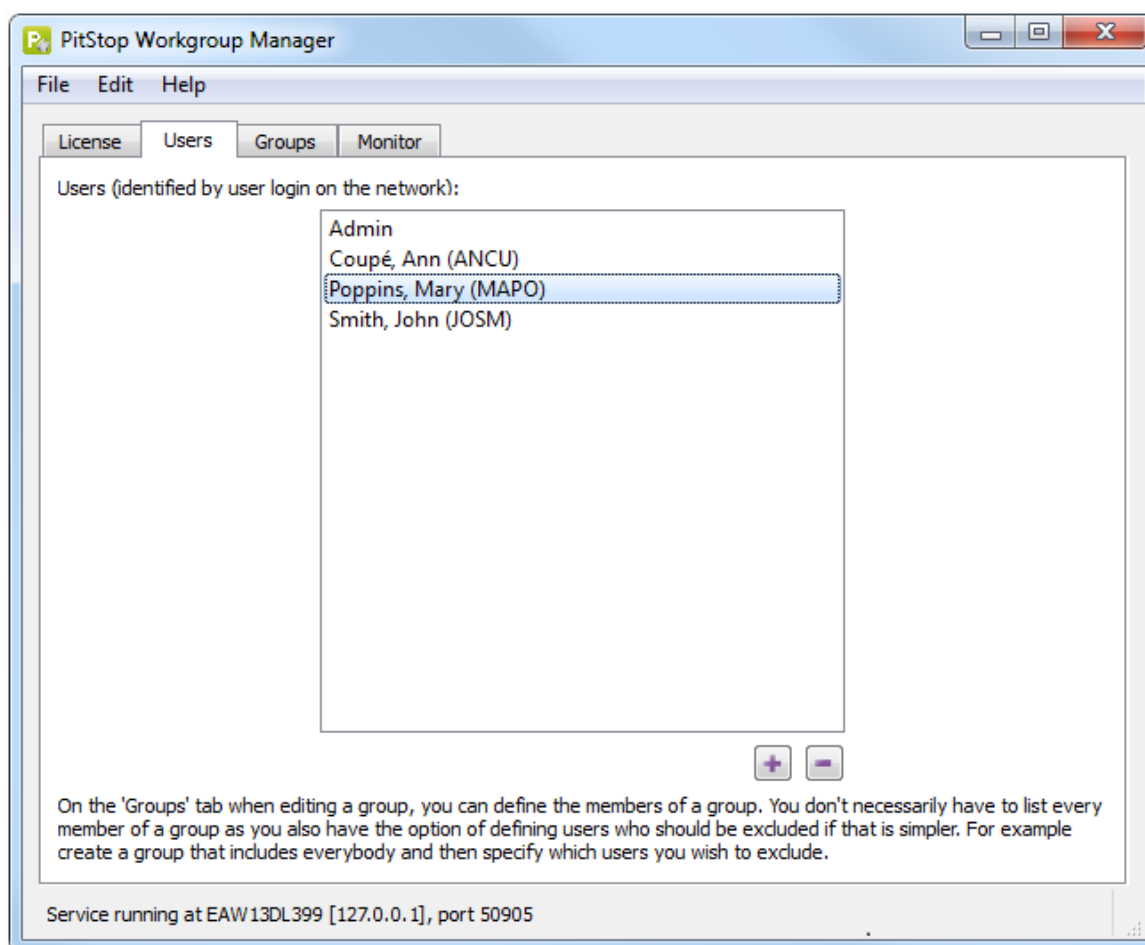 PitStop Workgroup Manager
File Edit Help
License Users Groups Monitor
Users (identified by user login on the network):
Admin
Coupé, Ann (ANCU)
Poppins, Mary (MAPO)
Smith, John (JOSM)
On the 'Groups' tab when editing a group, you can define the members of a group. You don't necessarily have to list every
member of a group as you also have the option of defining users who should be excluded if that is simpler. For example
create a group that includes everybody and then specify which users you wish to exclude.
Service running at EAW13DL399 [127.0.0.1], port 50905